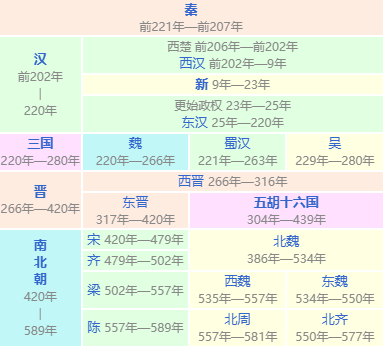 秦
前221年—前207年
汉
前202年
|
220年
西楚 前206年—前202年
西汉 前202年—9年
新 9年—23年
更始政权 23年—25年
东汉 25年—220年
三国
220年—280年
魏
220年—266年
蜀汉
221年—263年
吴
229年—280年
晋
266年—420年
西晋 266年—316年
东晋
317年—420年
五胡十六国
304年—439年
南
北
朝
420年
|
589年
宋 420年—479年
齐 479年—502年
梁 502年—557年
陈 557年—589年
北魏
386年—534年
西魏
535年—557年
东魏
534年—550年
北周
557年—581年
北齐
550年—577年